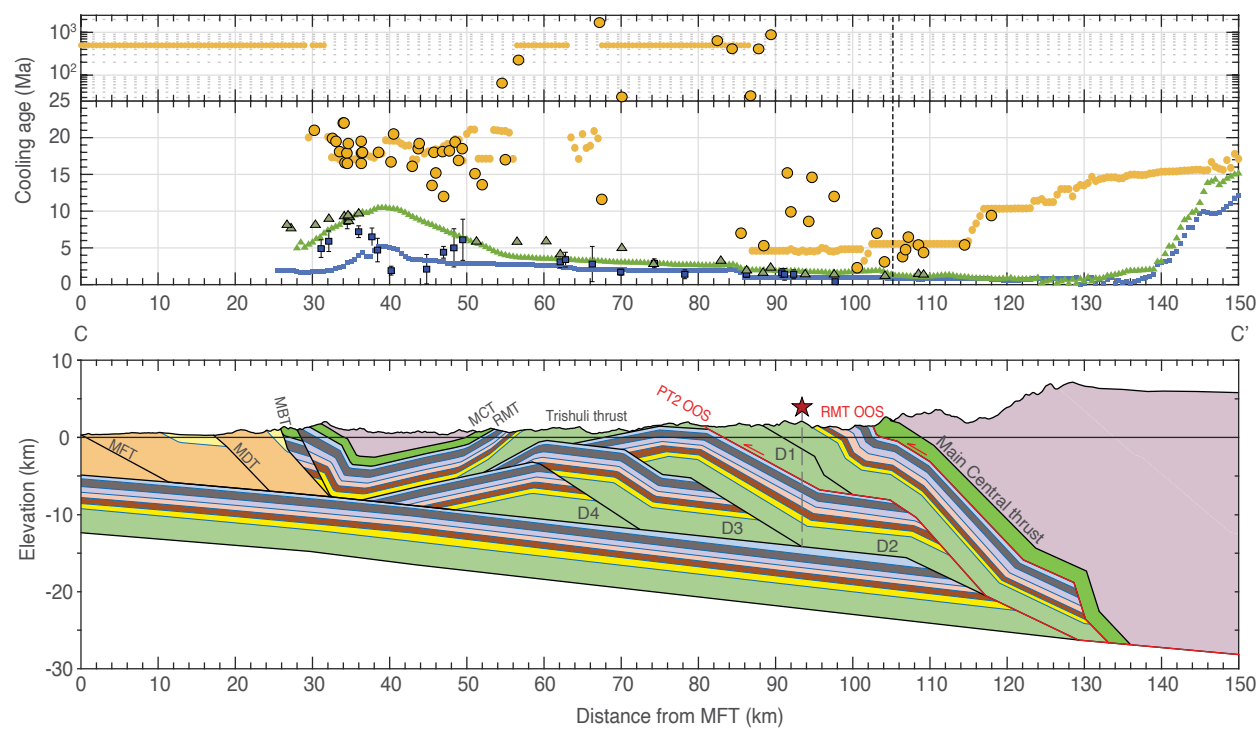 Cooling age (Ma)
10³
10²
25
20
15
10
5
0
0 10 20 30 40 50 60 70 80 90 100 110 120 130 140 150
C C'
Elevation (km)
10
0
-10
-20
-30
MFT
MDT
MBT
MCT
RMT
Trishuli thrust
PT2 OOS
RMT OOS
Main Central thrust
D1
D4
D3
D2
0 10 20 30 40 50 60 70 80 90 100 110 120 130 140 150
Distance from MFT (km)